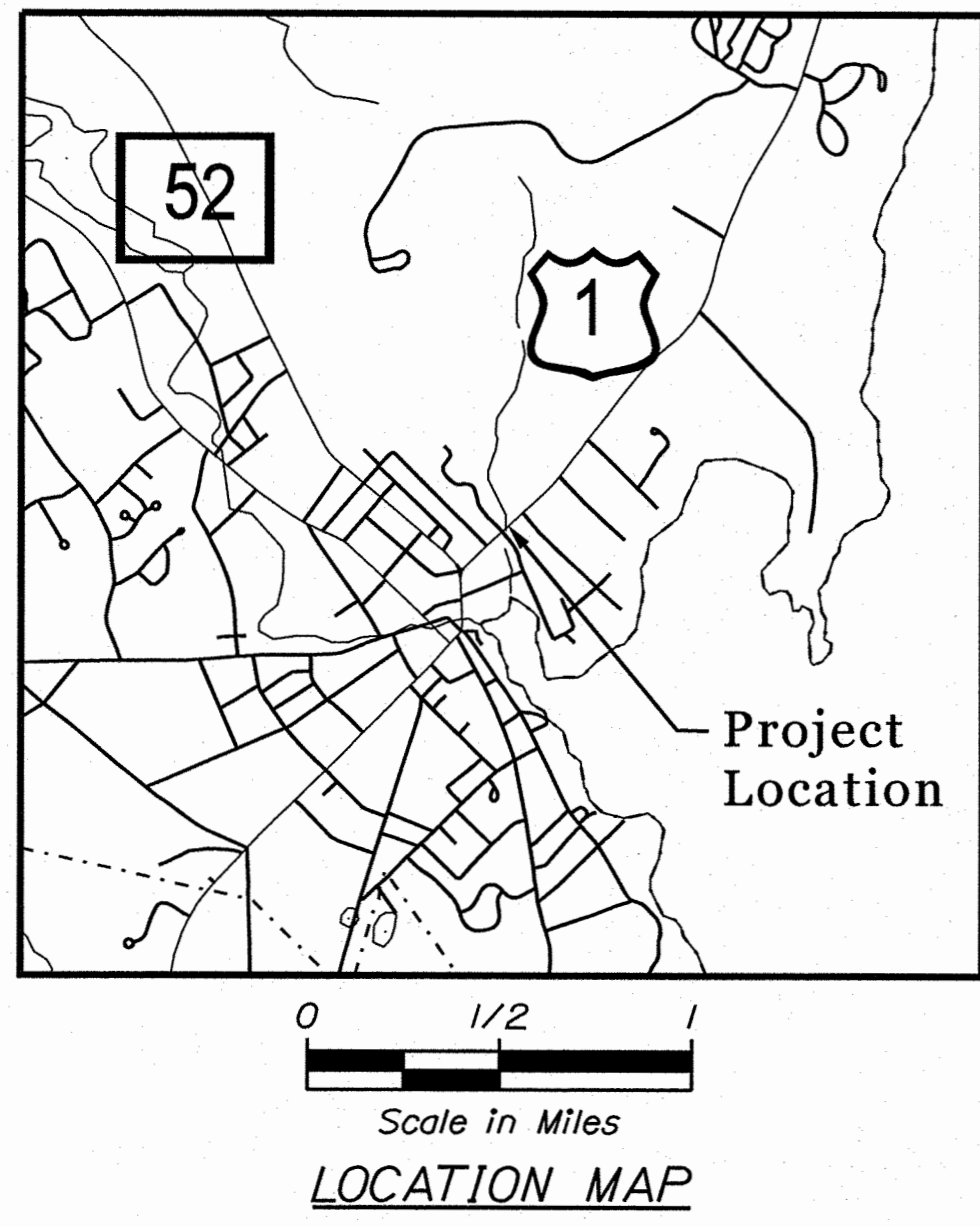 52
1
Project
Location
0 1/2 1
Scale in Miles
LOCATION MAP